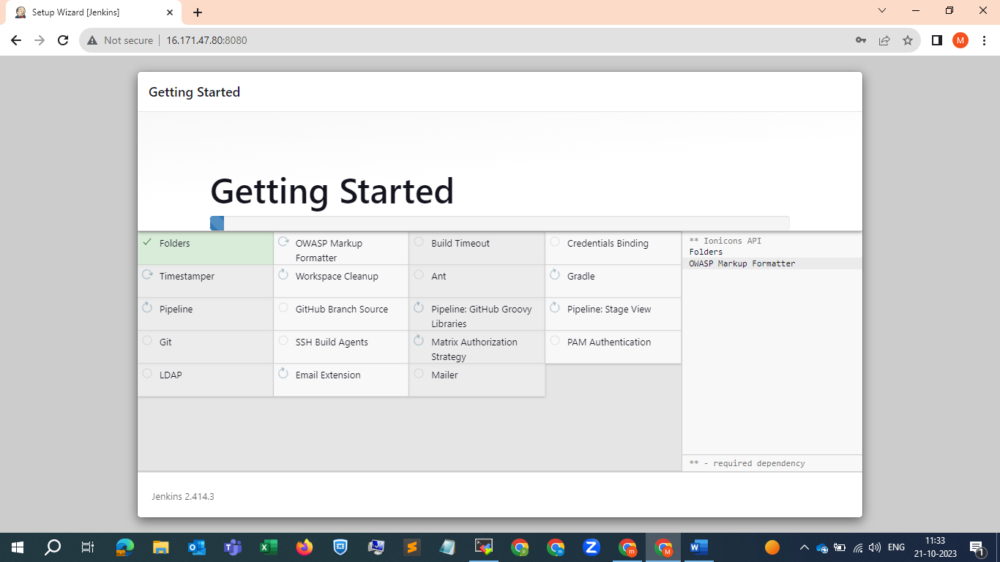 Setup Wizard [Jenkins]
Not secure
16.171.47.80:8080
M
Getting Started
Getting Started
Folders
OWASP Markup
Formatter
Build Timeout
Credentials Binding
Timestamper
Workspace Cleanup
Ant
Gradle
Pipeline
GitHub Branch Source
Pipeline: GitHub Groovy
Libraries
Pipeline: Stage View
Git
SSH Build Agents
Matrix Authorization
Strategy
PAM Authentication
LDAP
Email Extension
Mailer
** Ionicons API
Folders
OWASP Markup Formatter
** - required dependency
Jenkins 2.414.3
ENG
11:33
21-10-2023
1